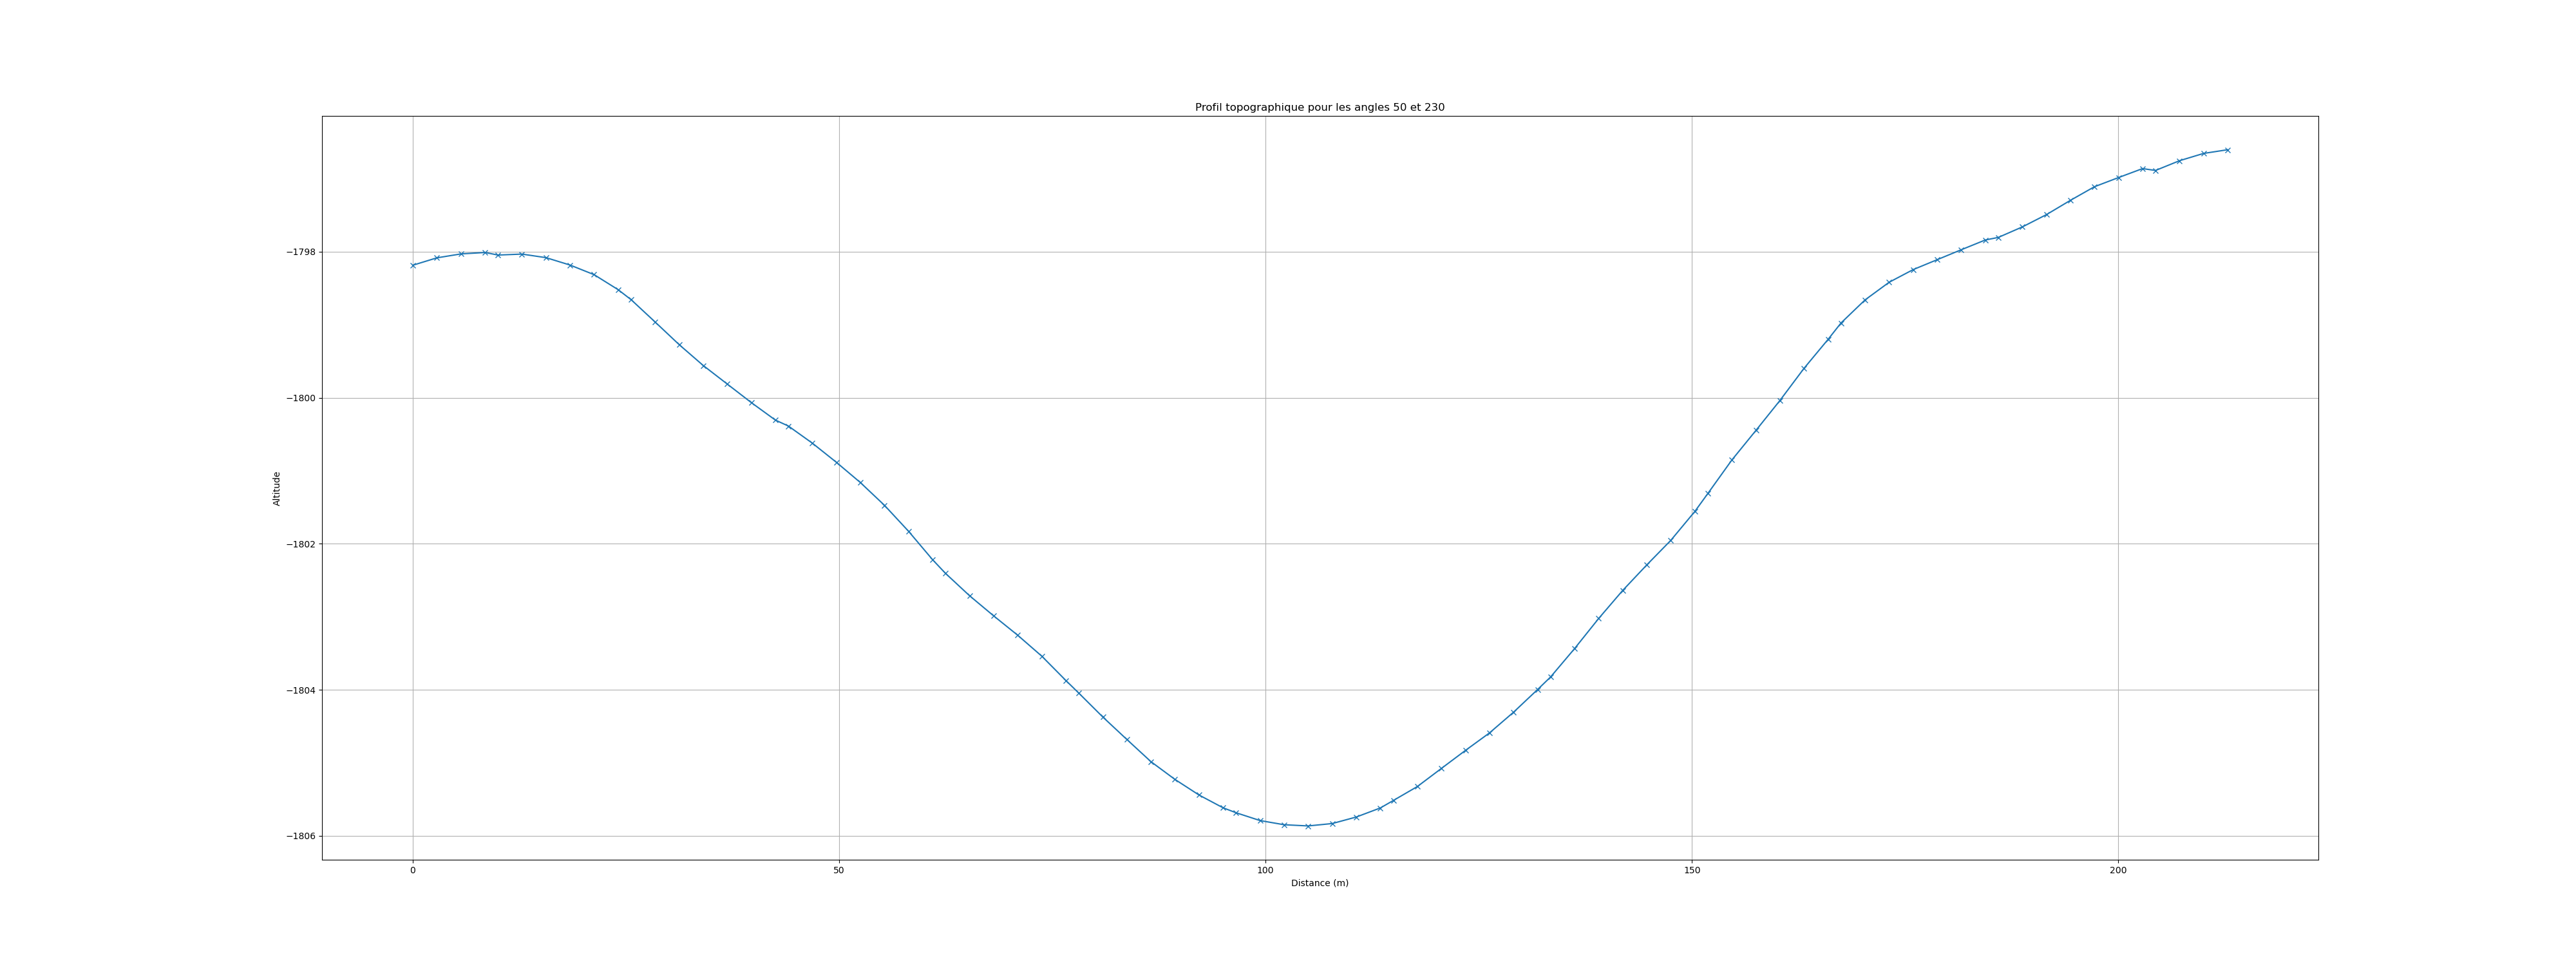 Profil topographique pour les angles 50 et 230
Altitude
−1798
−1800
−1802
−1804
−1806
0 50 100 150 200
Distance (m)